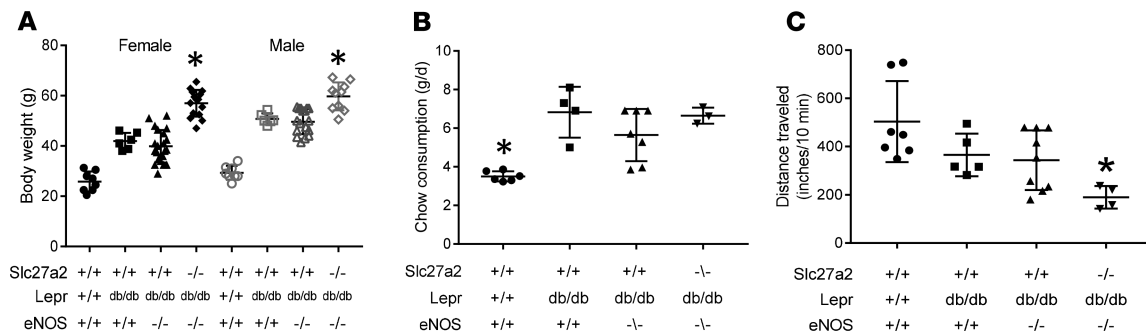 A B C
Female Male
Body weight (g)
80
60
40
20
0
* *
Slc27a2 +/+ +/+ +/+ -/- +/+ +/+ +/+ -/-
Lepr +/+ db/db db/db db/db +/+ db/db db/db db/db
eNOS +/+ +/+ -/- -/- +/+ +/+ -/- -/-
Chow consumption (g/d)
10
8
6
4
2
0
*
Slc27a2 +/+ +/+ +/+ -\-
Lepr +/+ db/db db/db db/db
eNOS +/+ +/+ -\- -\-
Distance traveled
(inches/10 min)
800
600
400
200
0
*
Slc27a2 +/+ +/+ +/+ -/-
Lepr +/+ db/db db/db db/db
eNOS +/+ +/+ -/- -/-